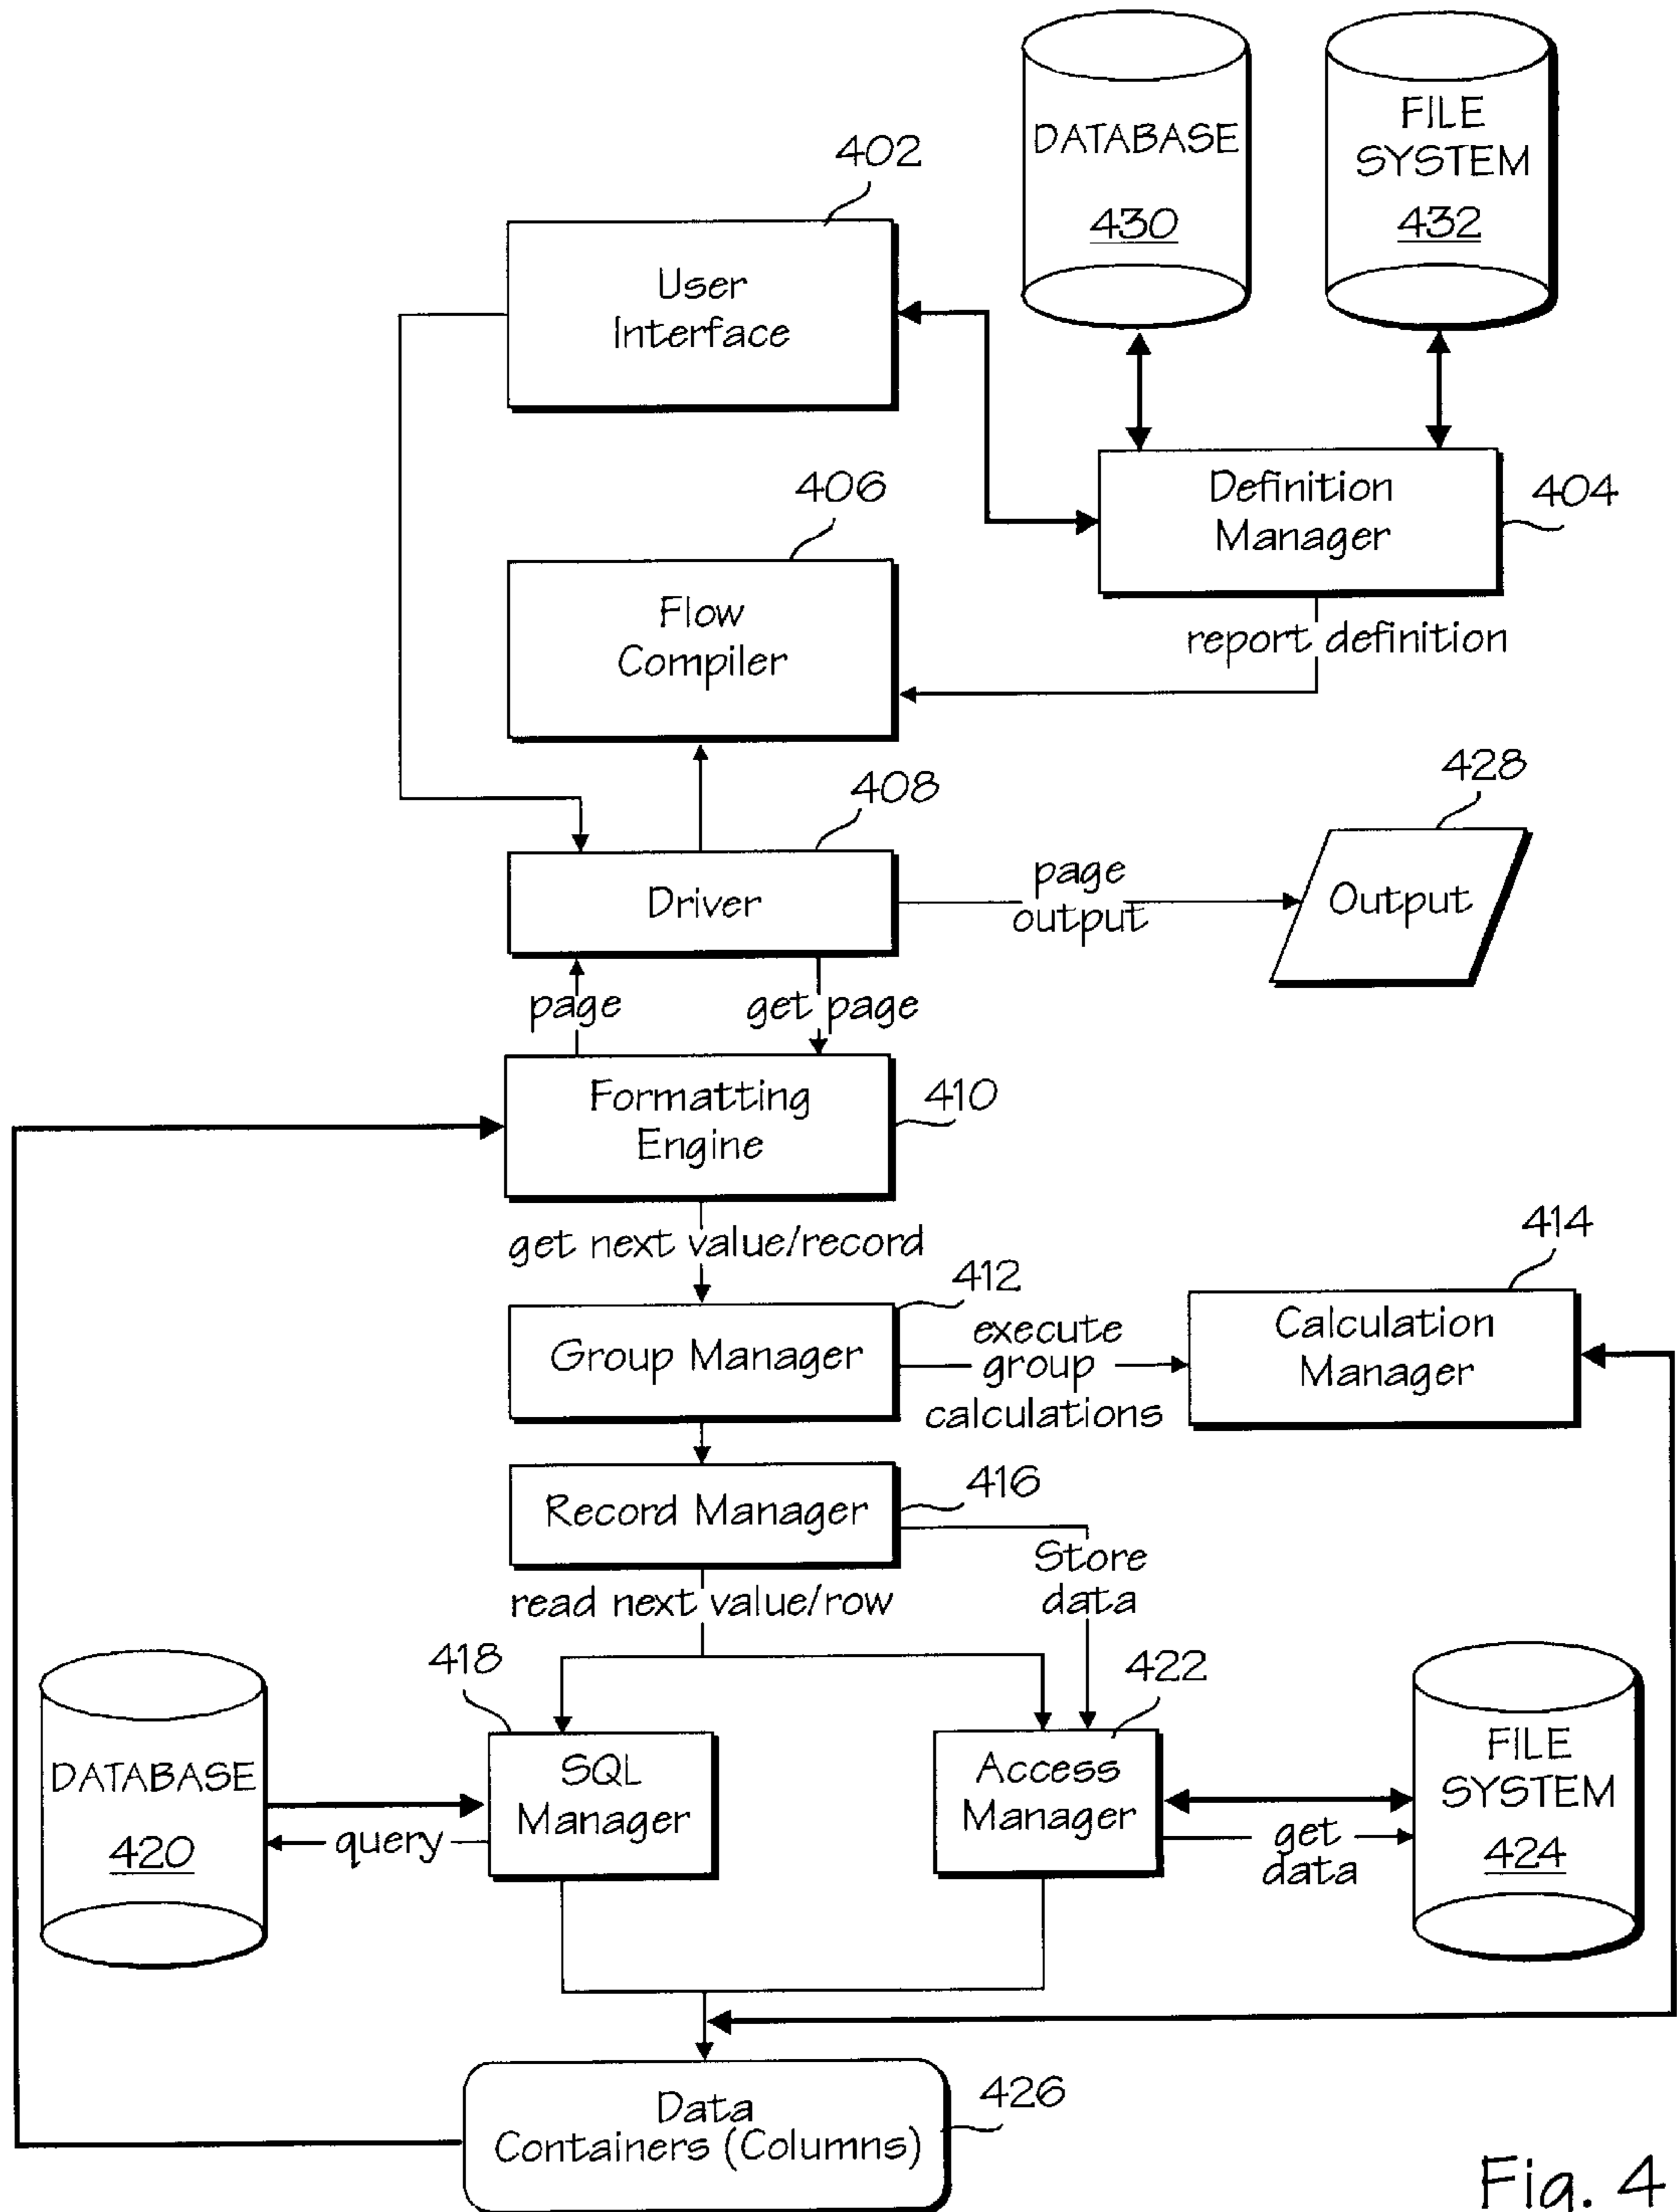 DATABASE
430
FILE
SYSTEM
432
402
User
Interface
406
Definition
Manager
404
Flow
Compiler
report definition
408
428
Driver
page
output
Output
page
get page
Formatting
Engine
410
get next value/record
412
414
Group Manager
execute
group
calculations
Calculation
Manager
Record Manager
416
Store
data
read next value/row
418
422
DATABASE
420
query
SQL
Manager
Access
Manager
get
data
FILE
SYSTEM
424
Data
Containers (Columns)
426
Fig. 4